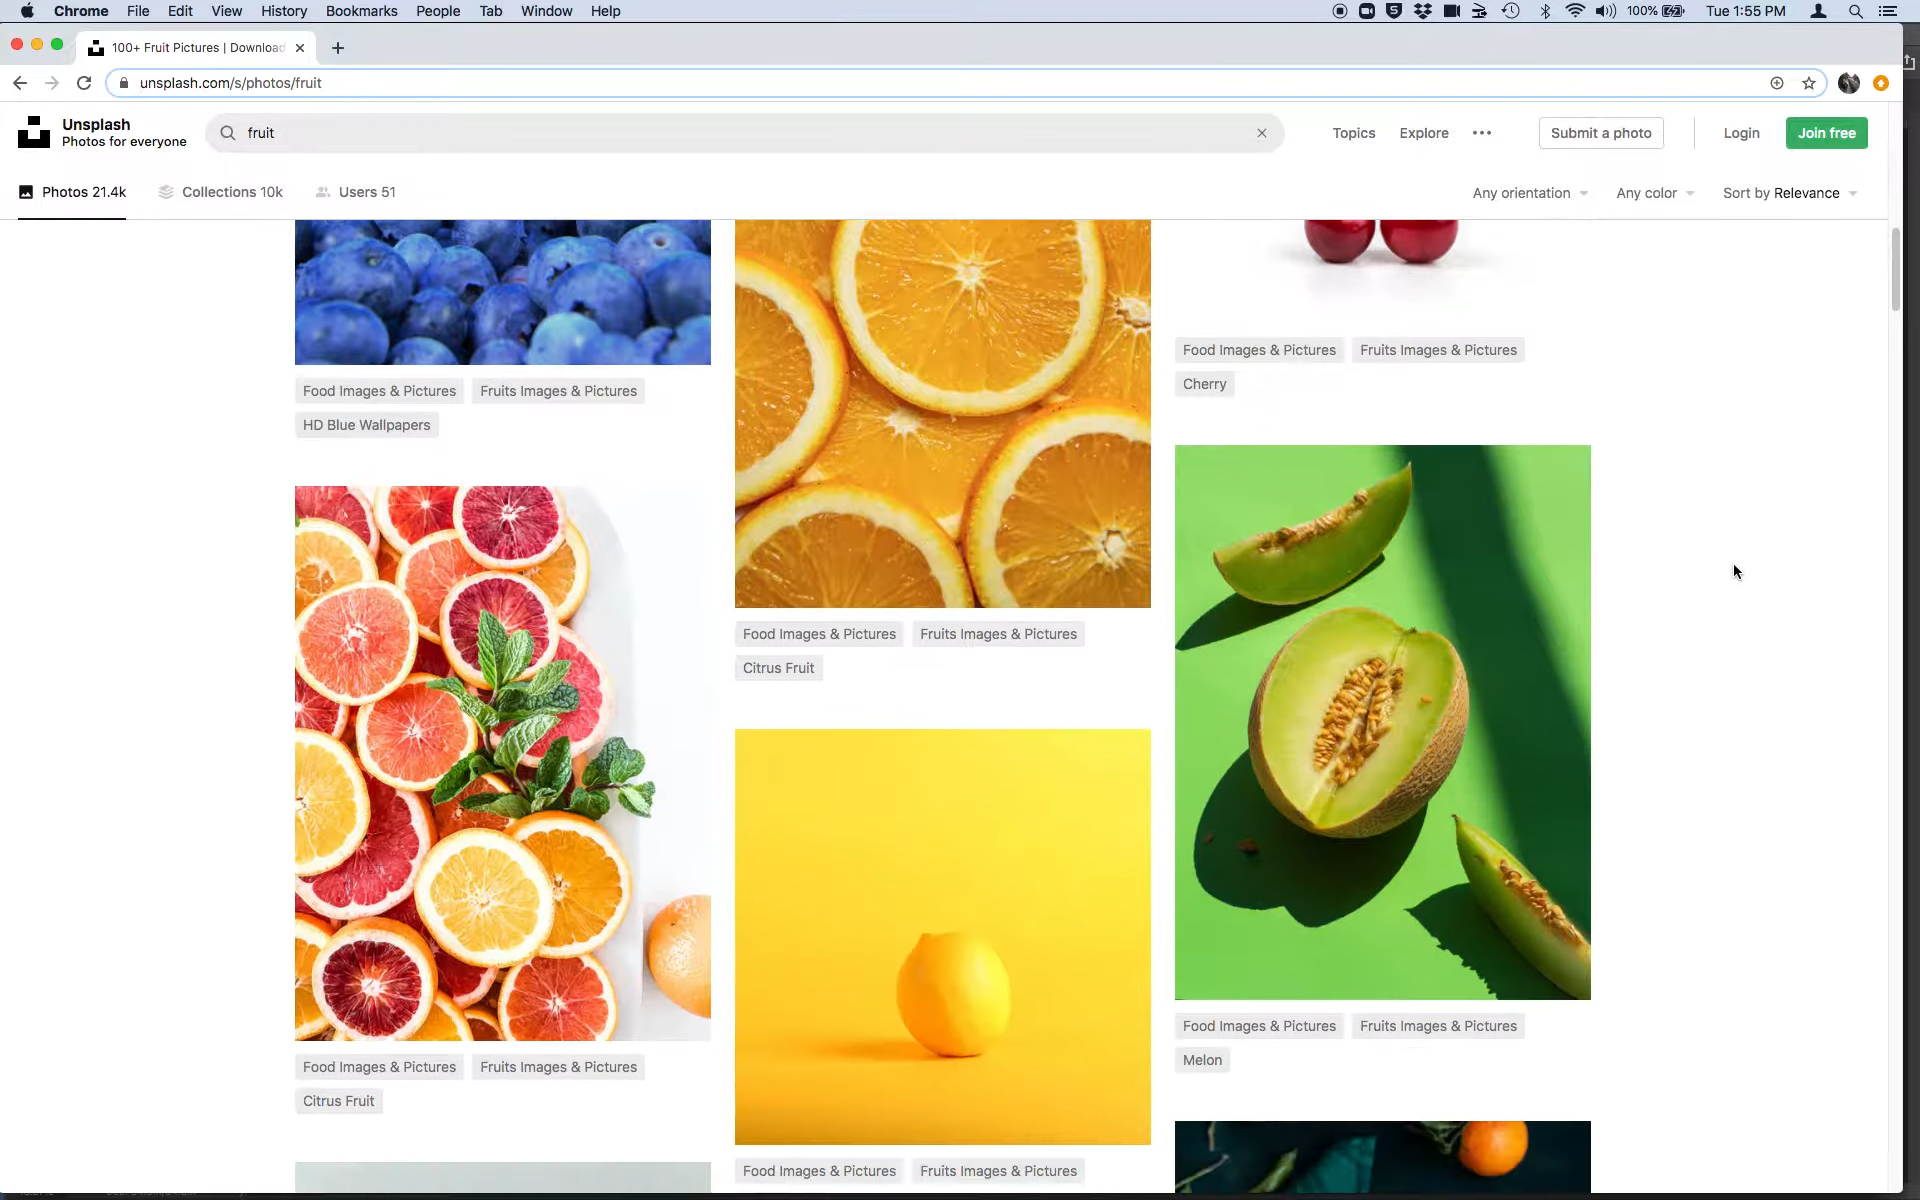 Chrome File Edit View History Bookmarks People Tab Window Help 100% Tue 1:55 PM
100+ Fruit Pictures | Download
unsplash.com/s/photos/fruit
Unsplash
Photos for everyone
fruit
Topics Explore Submit a photo Login Join free
Photos 21.4k Collections 10k Users 51 Any orientation Any color Sort by Relevance
Food Images & Pictures Fruits Images & Pictures
Cherry
Food Images & Pictures Fruits Images & Pictures
HD Blue Wallpapers
Food Images & Pictures Fruits Images & Pictures
Citrus Fruit
Food Images & Pictures Fruits Images & Pictures
Melon
Food Images & Pictures Fruits Images & Pictures
Citrus Fruit
Food Images & Pictures Fruits Images & Pictures